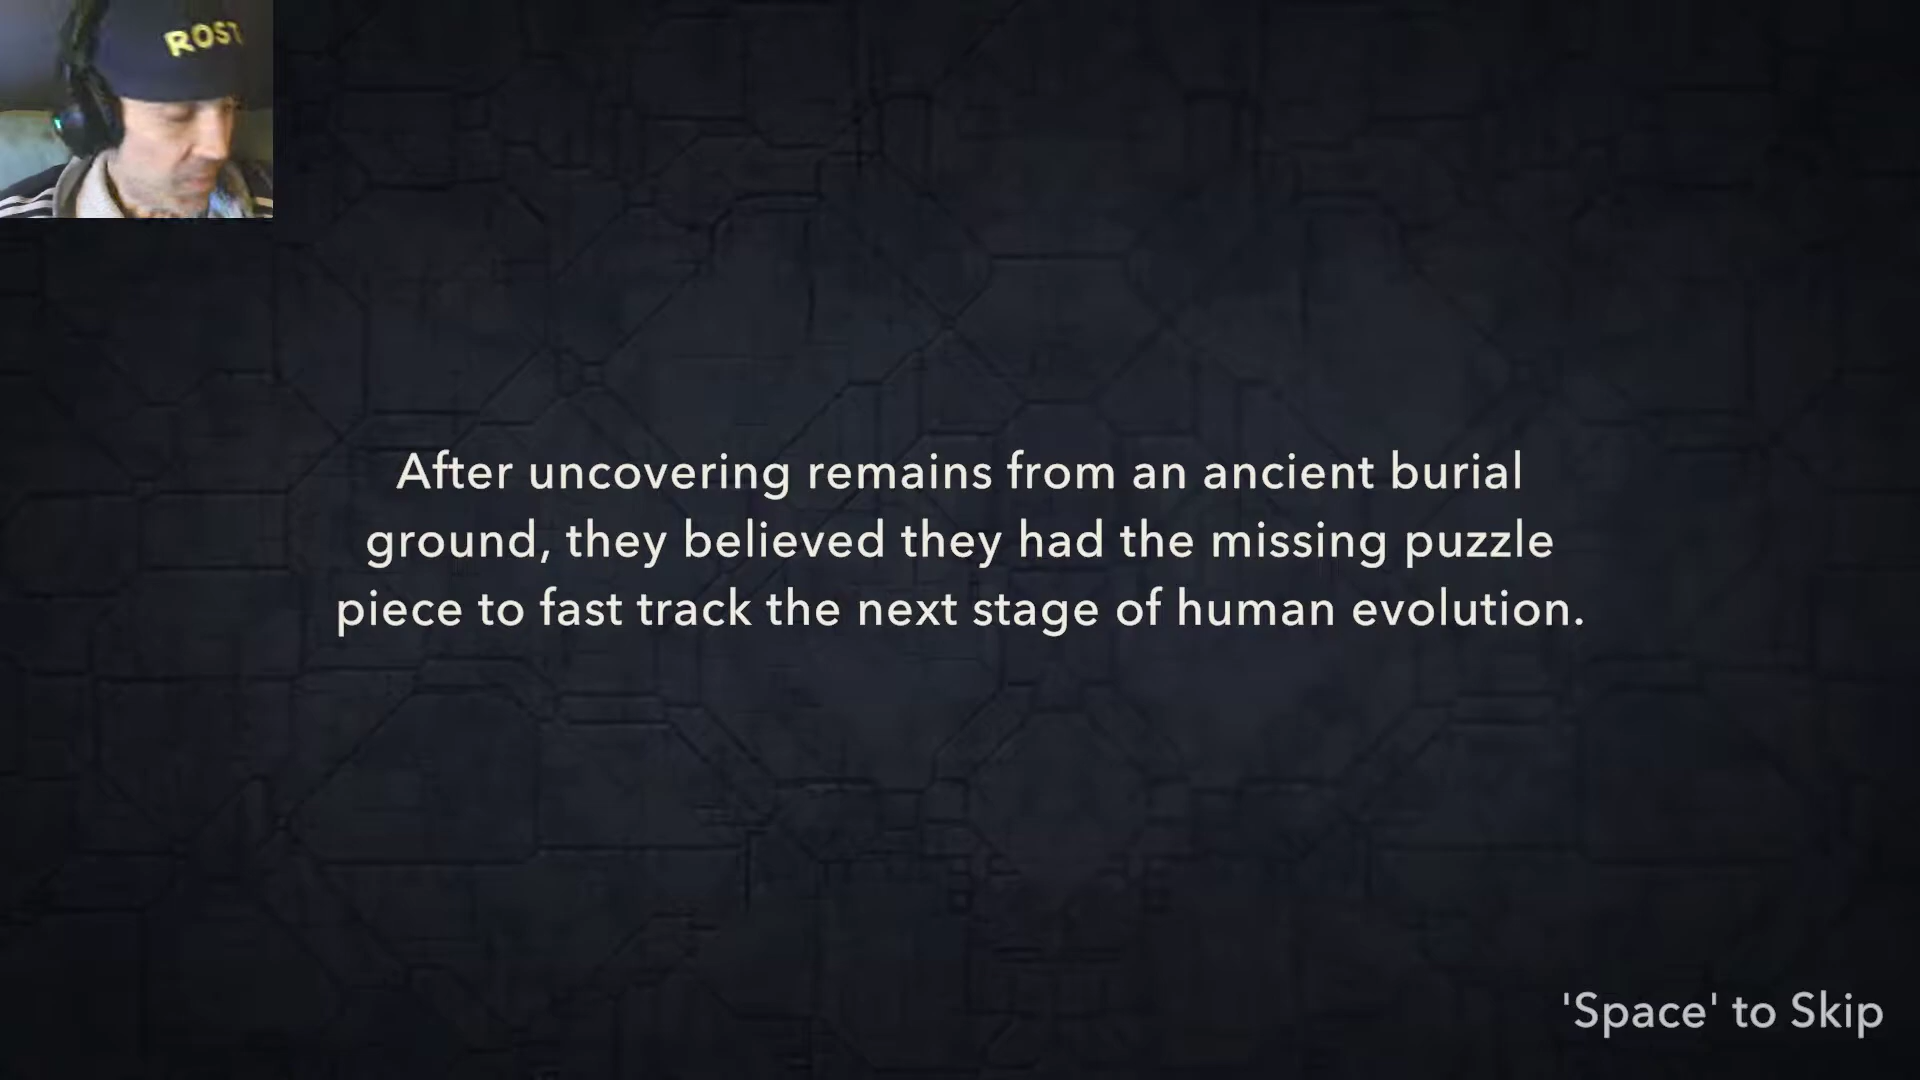 ROST
After uncovering remains from an ancient burial
ground, they believed they had the missing puzzle
piece to fast track the next stage of human evolution.
'Space' to Skip